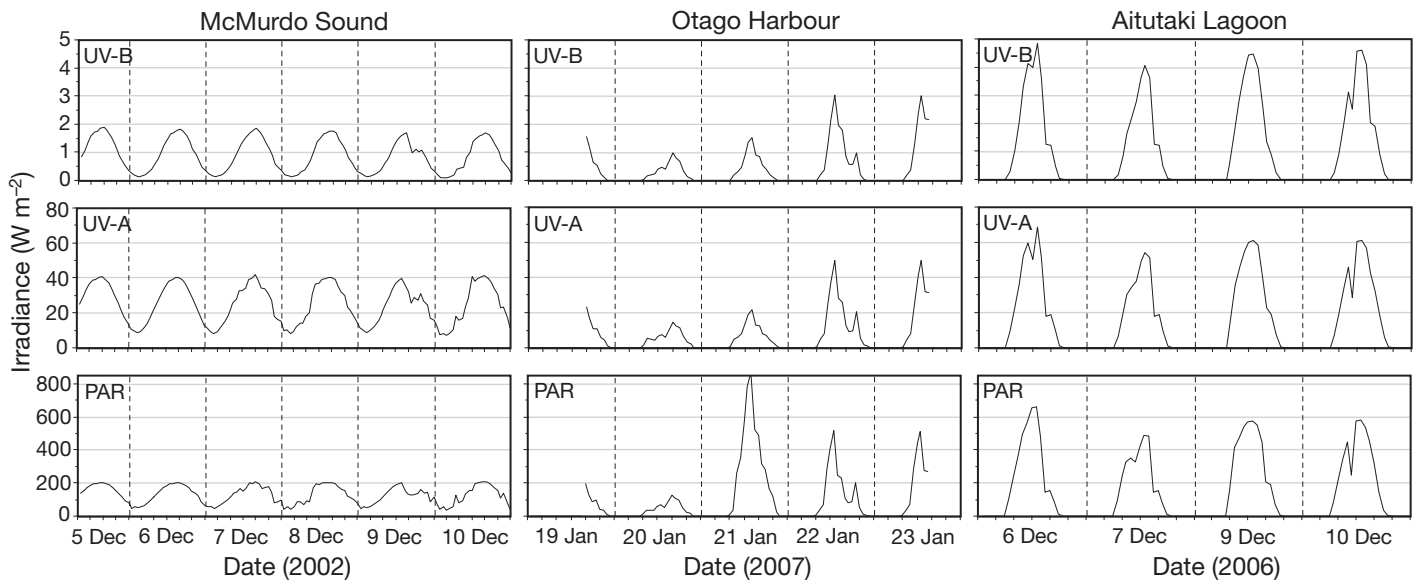 McMurdo Sound Otago Harbour Aitutaki Lagoon
5 UV-B UV-B UV-B
4
3
2
1
0
80 UV-A UV-A UV-A
60
40
20
0
800 PAR PAR PAR
600
400
200
0
Irradiance (W m–2)
5 Dec 6 Dec 7 Dec 8 Dec 9 Dec 10 Dec 19 Jan 20 Jan 21 Jan 22 Jan 23 Jan 6 Dec 7 Dec 9 Dec 10 Dec
Date (2002) Date (2007) Date (2006)